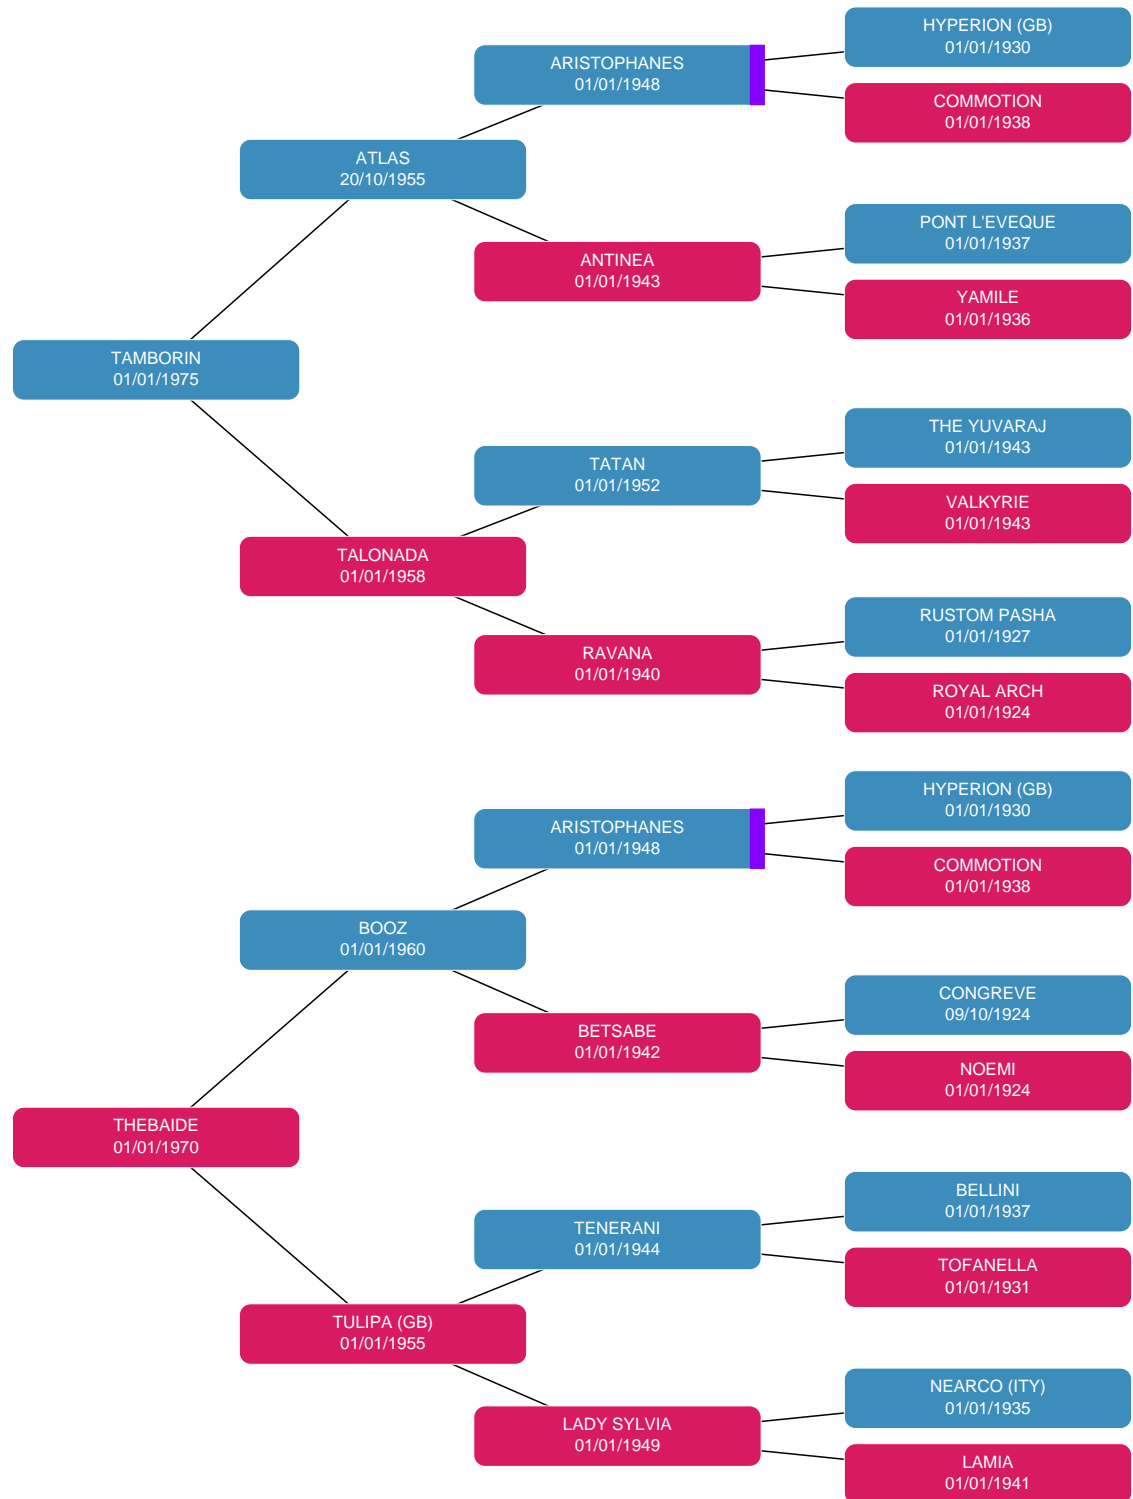 HYPERION (GB)
01/01/1930
ARISTOPHANES
01/01/1948
COMMOTION
01/01/1938
ATLAS
20/10/1955
PONT L'EVEQUE
01/01/1937
ANTINEA
01/01/1943
YAMILE
01/01/1936
TAMBORIN
01/01/1975
THE YUVARAJ
01/01/1943
TATAN
01/01/1952
VALKYRIE
01/01/1943
TALONADA
01/01/1958
RUSTOM PASHA
01/01/1927
RAVANA
01/01/1940
ROYAL ARCH
01/01/1924
HYPERION (GB)
01/01/1930
ARISTOPHANES
01/01/1948
COMMOTION
01/01/1938
BOOZ
01/01/1960
CONGREVE
09/10/1924
BETSABE
01/01/1942
NOEMI
01/01/1924
THEBAIDE
01/01/1970
BELLINI
01/01/1937
TENERANI
01/01/1944
TOFANELLA
01/01/1931
TULIPA (GB)
01/01/1955
NEARCO (ITY)
01/01/1935
LADY SYLVIA
01/01/1949
LAMIA
01/01/1941